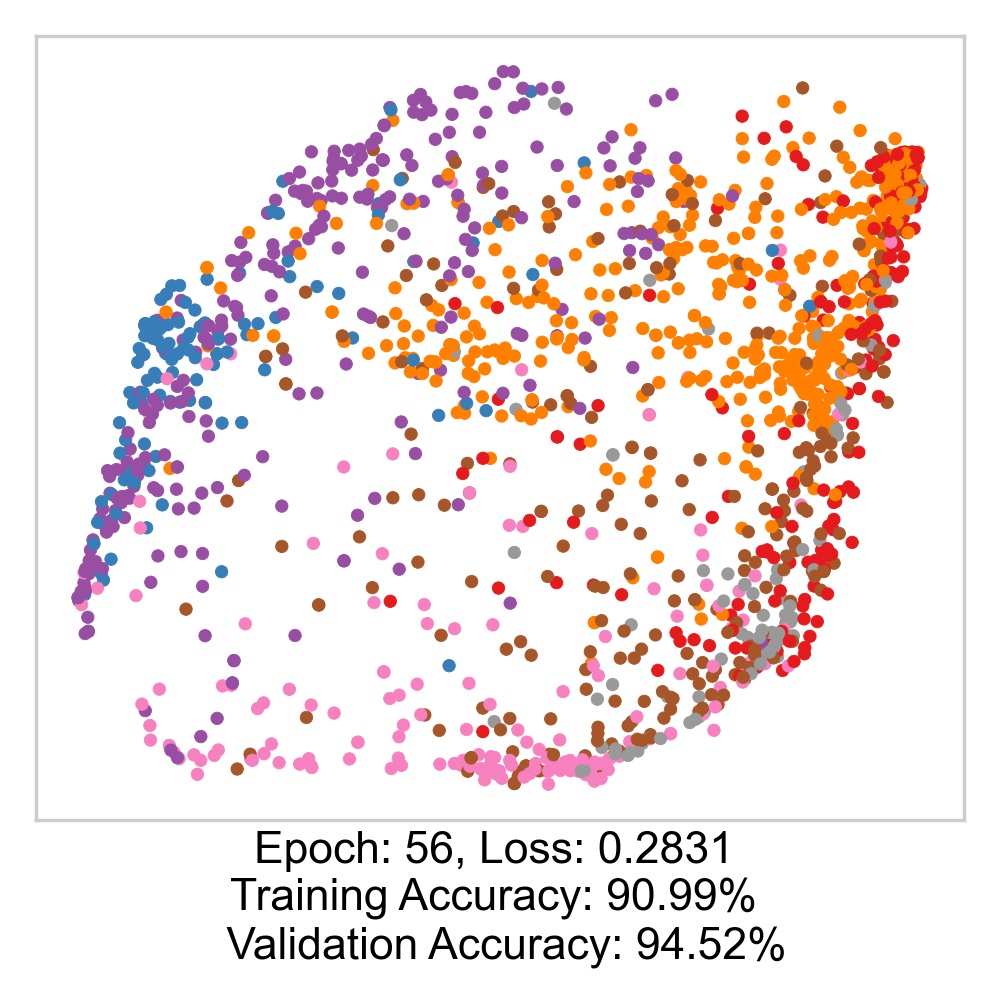 Epoch: 56, Loss: 0.2831
Training Accuracy: 90.99%
Validation Accuracy: 94.52%